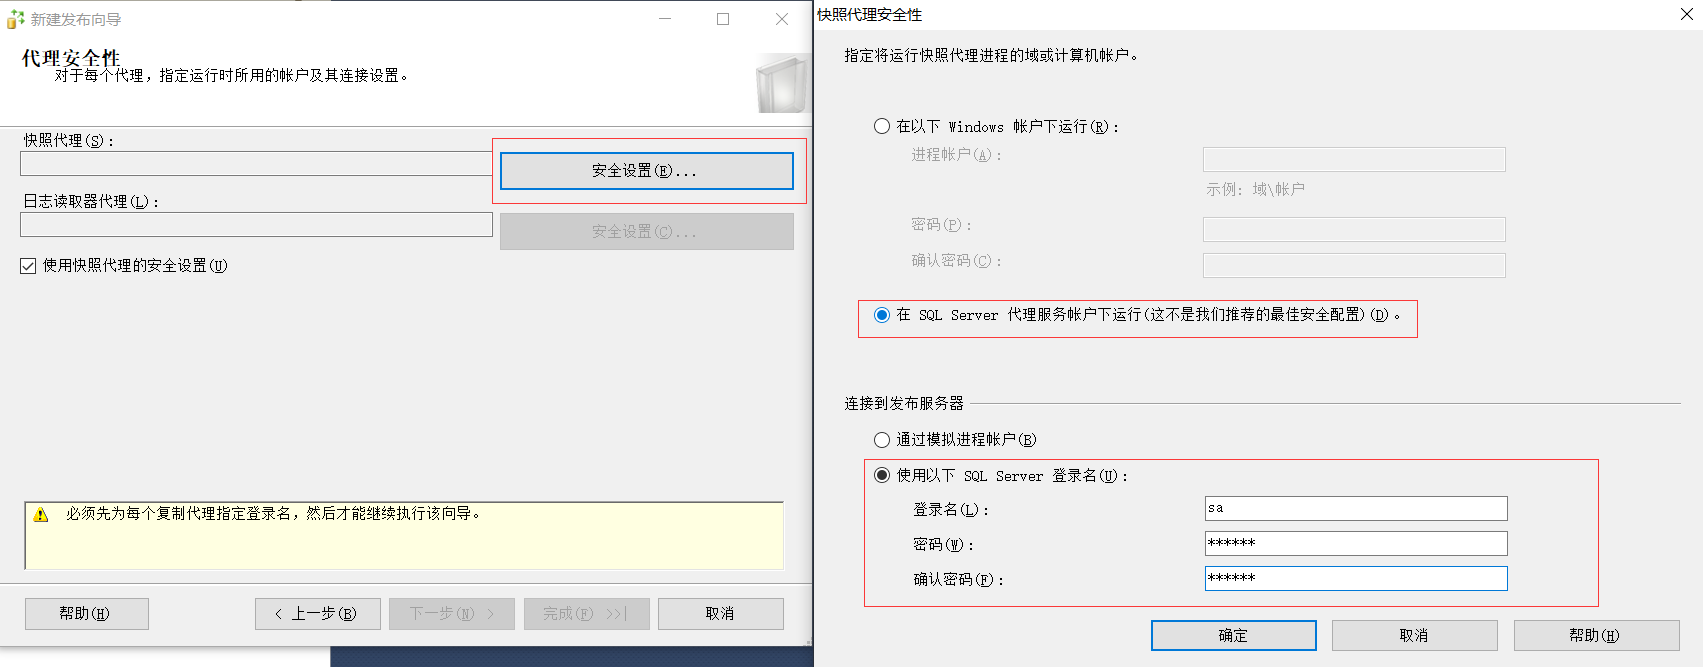 新建发布向导
代理安全性
对于每个代理，指定运行时所用的帐户及其连接设置。
快照代理(S)：
安全设置(E)...
日志读取器代理(L)：
安全设置(C)...
使用快照代理的安全设置(U)
必须先为每个复制代理指定登录名，然后才能继续执行该向导。
帮助(H)
< 上一步(B)
下一步(N) >
完成(F) >>|
取消
快照代理安全性
指定将运行快照代理进程的域或计算机帐户。
在以下 Windows 帐户下运行(R)：
进程帐户(A)：
示例：域\帐户
密码(P)：
确认密码(C)：
在 SQL Server 代理服务帐户下运行(这不是我们推荐的最佳安全配置)(D)。
连接到发布服务器
通过模拟进程帐户(B)
使用以下 SQL Server 登录名(U)：
登录名(L)： sa
密码(W)： ******
确认密码(F)： ******
确定
取消
帮助(H)